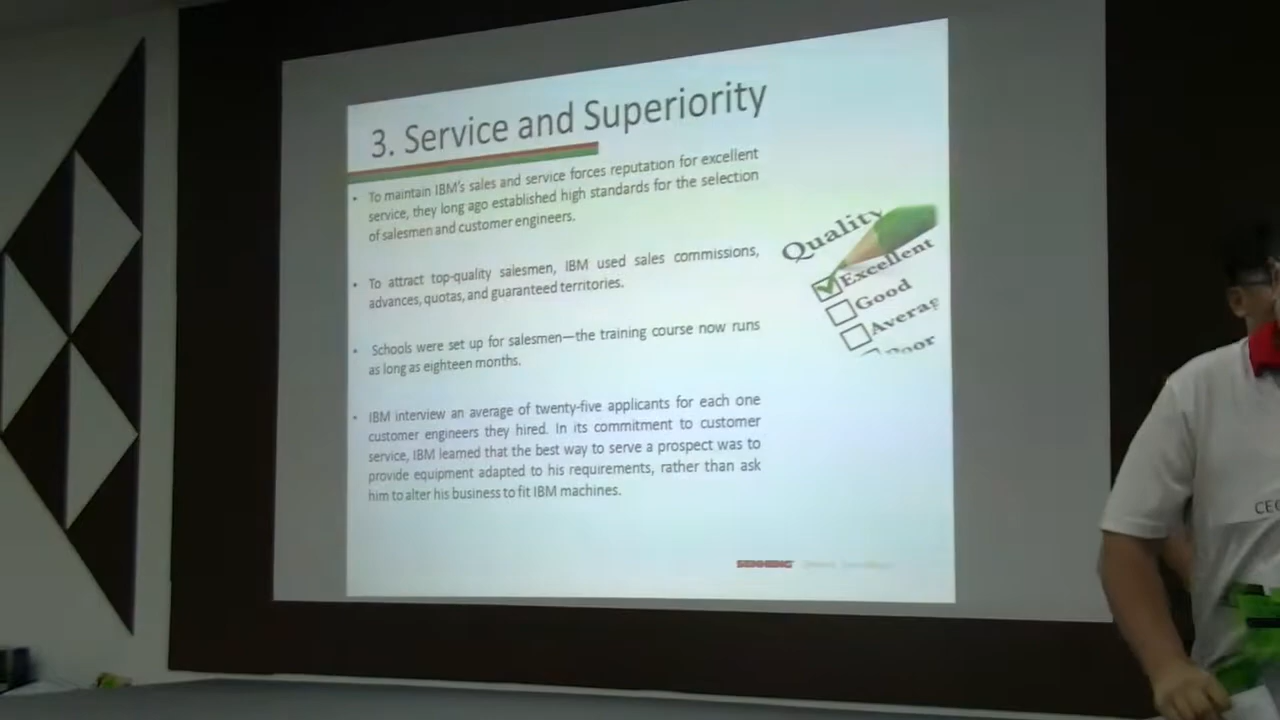 3. Service and Superiority
• To maintain IBM's sales and service forces reputation for excellent
service, they long ago established high standards for the selection
of salesmen and customer engineers.
• To attract top-quality salesmen, IBM used sales commissions,
advances, quotas, and guaranteed territories.
• Schools were set up for salesmen—the training course now runs
as long as eighteen months.
• IBM interview an average of twenty-five applicants for each one
customer engineers they hired. In its commitment to customer
service, IBM learned that the best way to serve a prospect was to
provide equipment adapted to his requirements, rather than ask
him to alter his business to fit IBM machines.
Quality
Excellent
Good
Averag